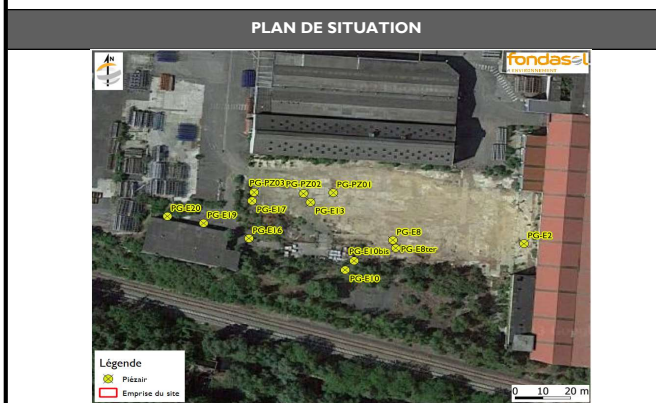 PLAN DE SITUATION
N
fondasol
ENVIRONNEMENT
PG-PZ03
PG-PZ02
PG-PZ01
PG-E17
PG-E13
PG-E20
PG-E19
PG-E16
PG-E8
PG-E8ter
PG-E2
PG-E10bis
PG-E10
Légende
Piézair
Emprise du site
0 10 20 m